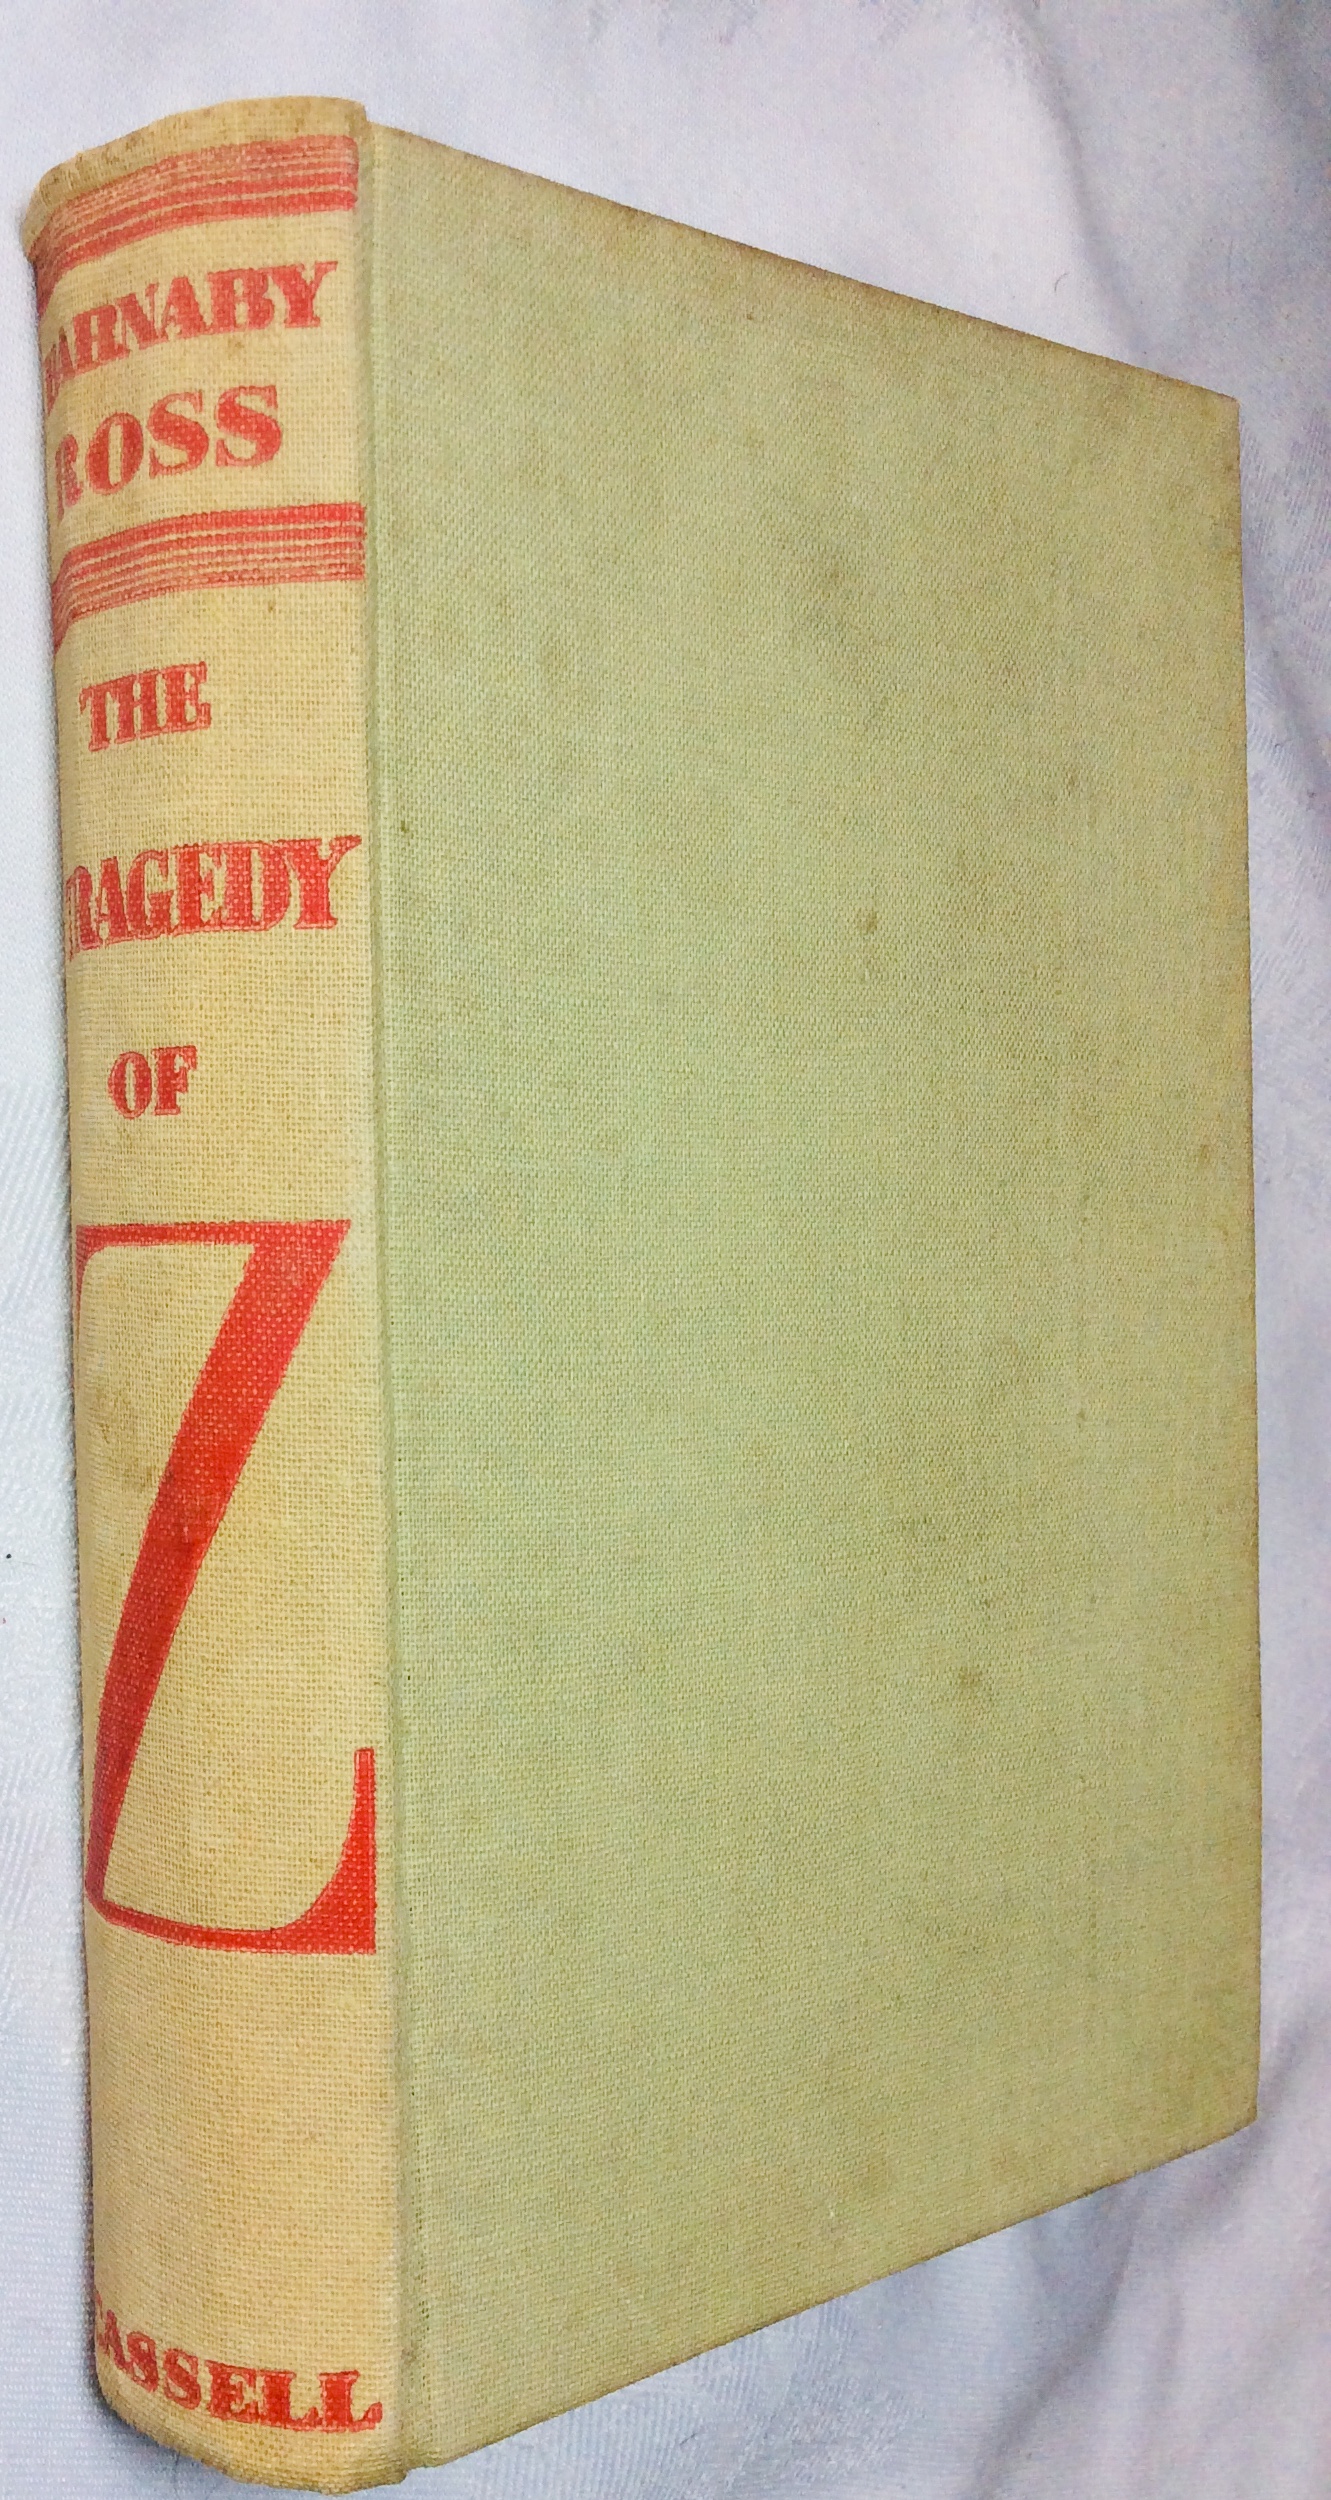 BARNABY
ROSS
THE
TRAGEDY
OF
Z
CASSELL